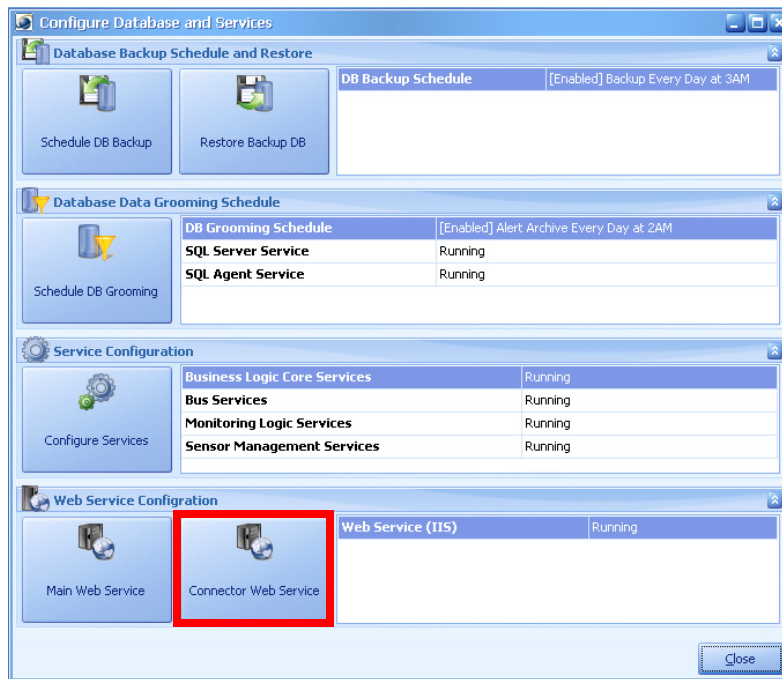 Configure Database and Services
Database Backup Schedule and Restore
Schedule DB Backup
Restore Backup DB
DB Backup Schedule [Enabled] Backup Every Day at 3AM
Database Data Grooming Schedule
Schedule DB Grooming
DB Grooming Schedule [Enabled] Alert Archive Every Day at 2AM
SQL Server Service Running
SQL Agent Service Running
Service Configuration
Configure Services
Business Logic Core Services Running
Bus Services Running
Monitoring Logic Services Running
Sensor Management Services Running
Web Service Configration
Main Web Service
Connector Web Service
Web Service (IIS) Running
Close